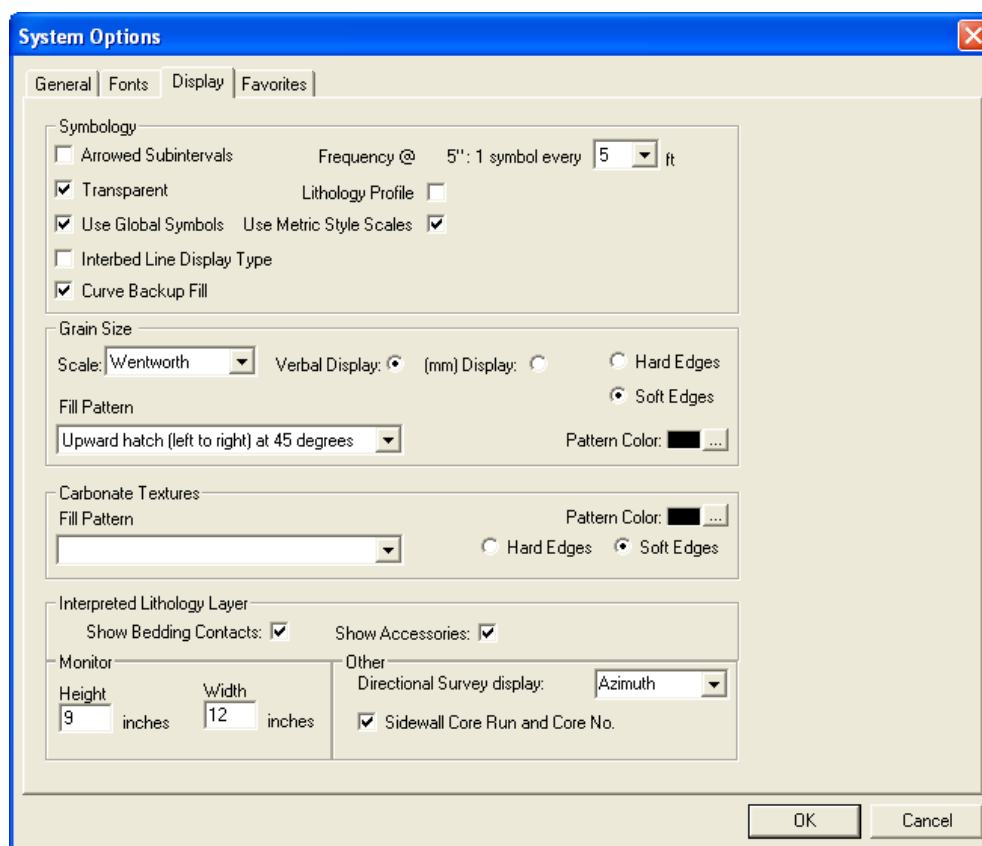 System Options
General Fonts Display Favorites
Symbology
Arrowed Subintervals Frequency @ 5'': 1 symbol every 5 ft
Transparent Lithology Profile
Use Global Symbols Use Metric Style Scales
Interbed Line Display Type
Curve Backup Fill
Grain Size
Scale: Wentworth Verbal Display: (mm) Display: Hard Edges
Soft Edges
Fill Pattern
Upward hatch (left to right) at 45 degrees Pattern Color: ...
Carbonate Textures
Fill Pattern Pattern Color: ...
Hard Edges Soft Edges
Interpreted Lithology Layer
Show Bedding Contacts: Show Accessories:
Monitor Other
Height Width Directional Survey display: Azimuth
9 inches 12 inches Sidewall Core Run and Core No.
OK Cancel